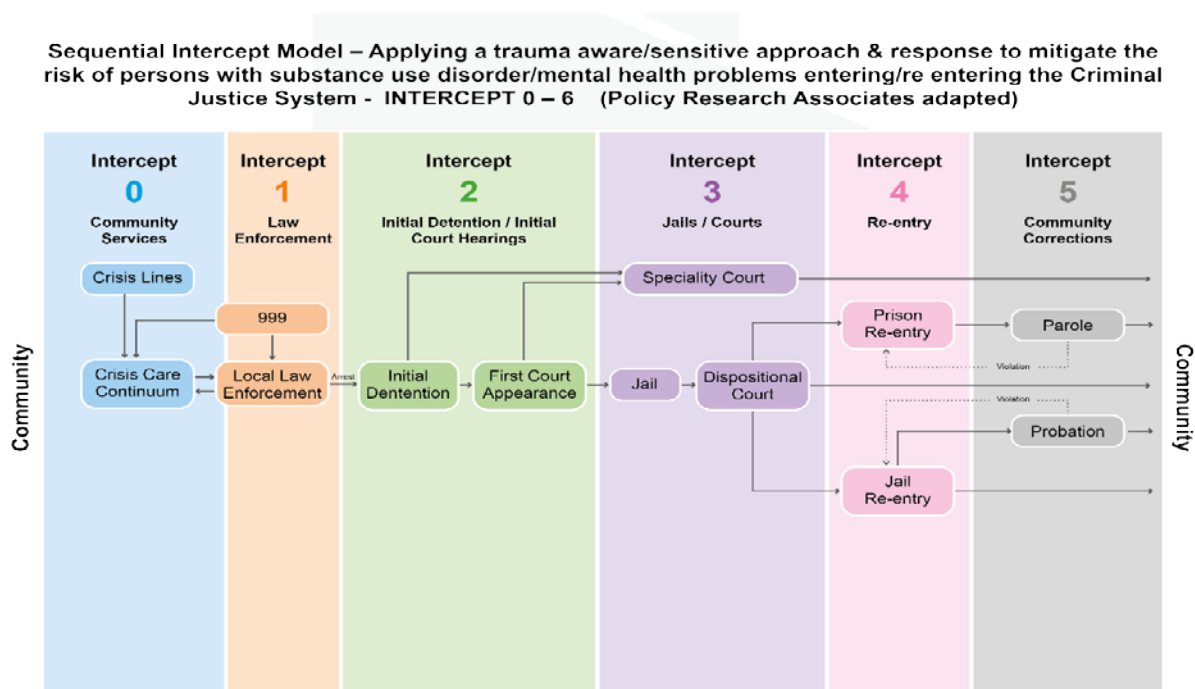 Sequential Intercept Model – Applying a trauma aware/sensitive approach & response to mitigate the
risk of persons with substance use disorder/mental health problems entering/re entering the Criminal
Justice System - INTERCEPT 0 – 6 (Policy Research Associates adapted)
Intercept
0
Community
Services
Intercept
1
Law
Enforcement
Intercept
2
Initial Detention / Initial
Court Hearings
Intercept
3
Jails / Courts
Intercept
4
Re-entry
Intercept
5
Community
Corrections
Community
Crisis Lines
999
Crisis Care
Continuum
Local Law
Enforcement
Arrest
Initial
Dentention
First Court
Appearance
Speciality Court
Jail
Dispositional
Court
Prison
Re-entry
Parole
Violation
Violation
Probation
Jail
Re-entry
Community